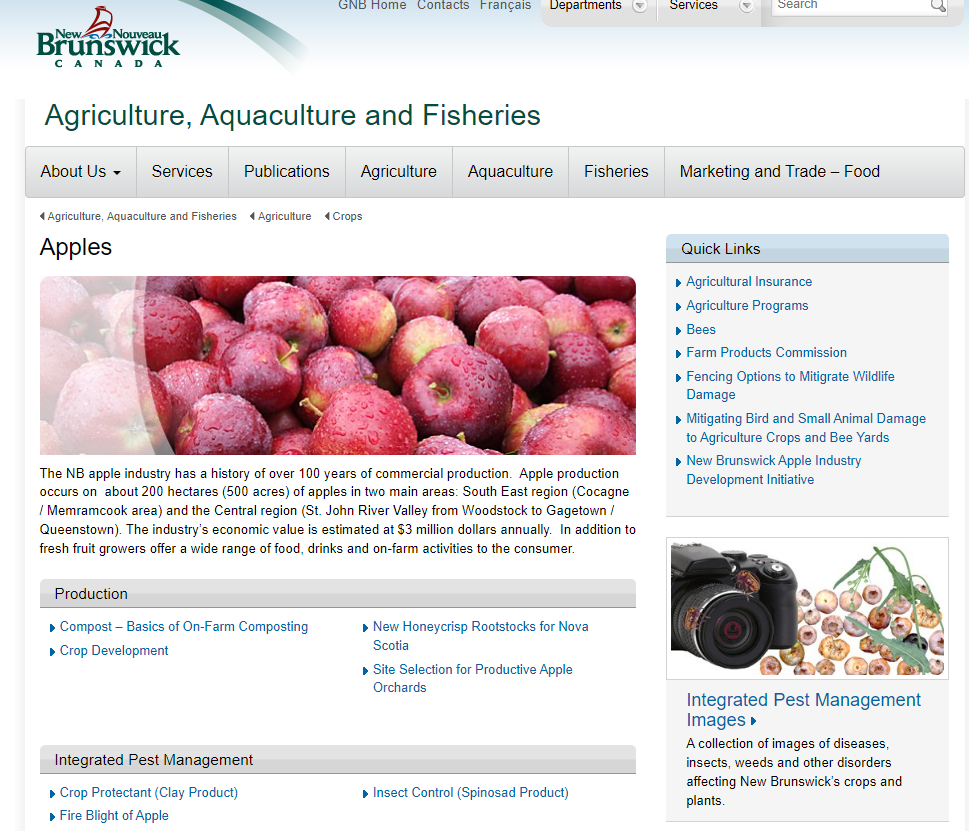 GNB Home Contacts Français Departments Services Search
New Nouveau
Brunswick
CANADA
Agriculture, Aquaculture and Fisheries
About Us Services Publications Agriculture Aquaculture Fisheries Marketing and Trade – Food
Agriculture, Aquaculture and Fisheries Agriculture Crops
Apples
The NB apple industry has a history of over 100 years of commercial production.  Apple production
occurs on  about 200 hectares (500 acres) of apples in two main areas: South East region (Cocagne
/ Memramcook area) and the Central region (St. John River Valley from Woodstock to Gagetown /
Queenstown). The industry's economic value is estimated at $3 million dollars annually.  In addition to
fresh fruit growers offer a wide range of food, drinks and on-farm activities to the consumer.
Production
Compost – Basics of On-Farm Composting
Crop Development
New Honeycrisp Rootstocks for Nova
Scotia
Site Selection for Productive Apple
Orchards
Integrated Pest Management
Crop Protectant (Clay Product)
Fire Blight of Apple
Insect Control (Spinosad Product)
Quick Links
Agricultural Insurance
Agriculture Programs
Bees
Farm Products Commission
Fencing Options to Mitigrate Wildlife
Damage
Mitigating Bird and Small Animal Damage
to Agriculture Crops and Bee Yards
New Brunswick Apple Industry
Development Initiative
Integrated Pest Management
Images
A collection of images of diseases,
insects, weeds and other disorders
affecting New Brunswick's crops and
plants.